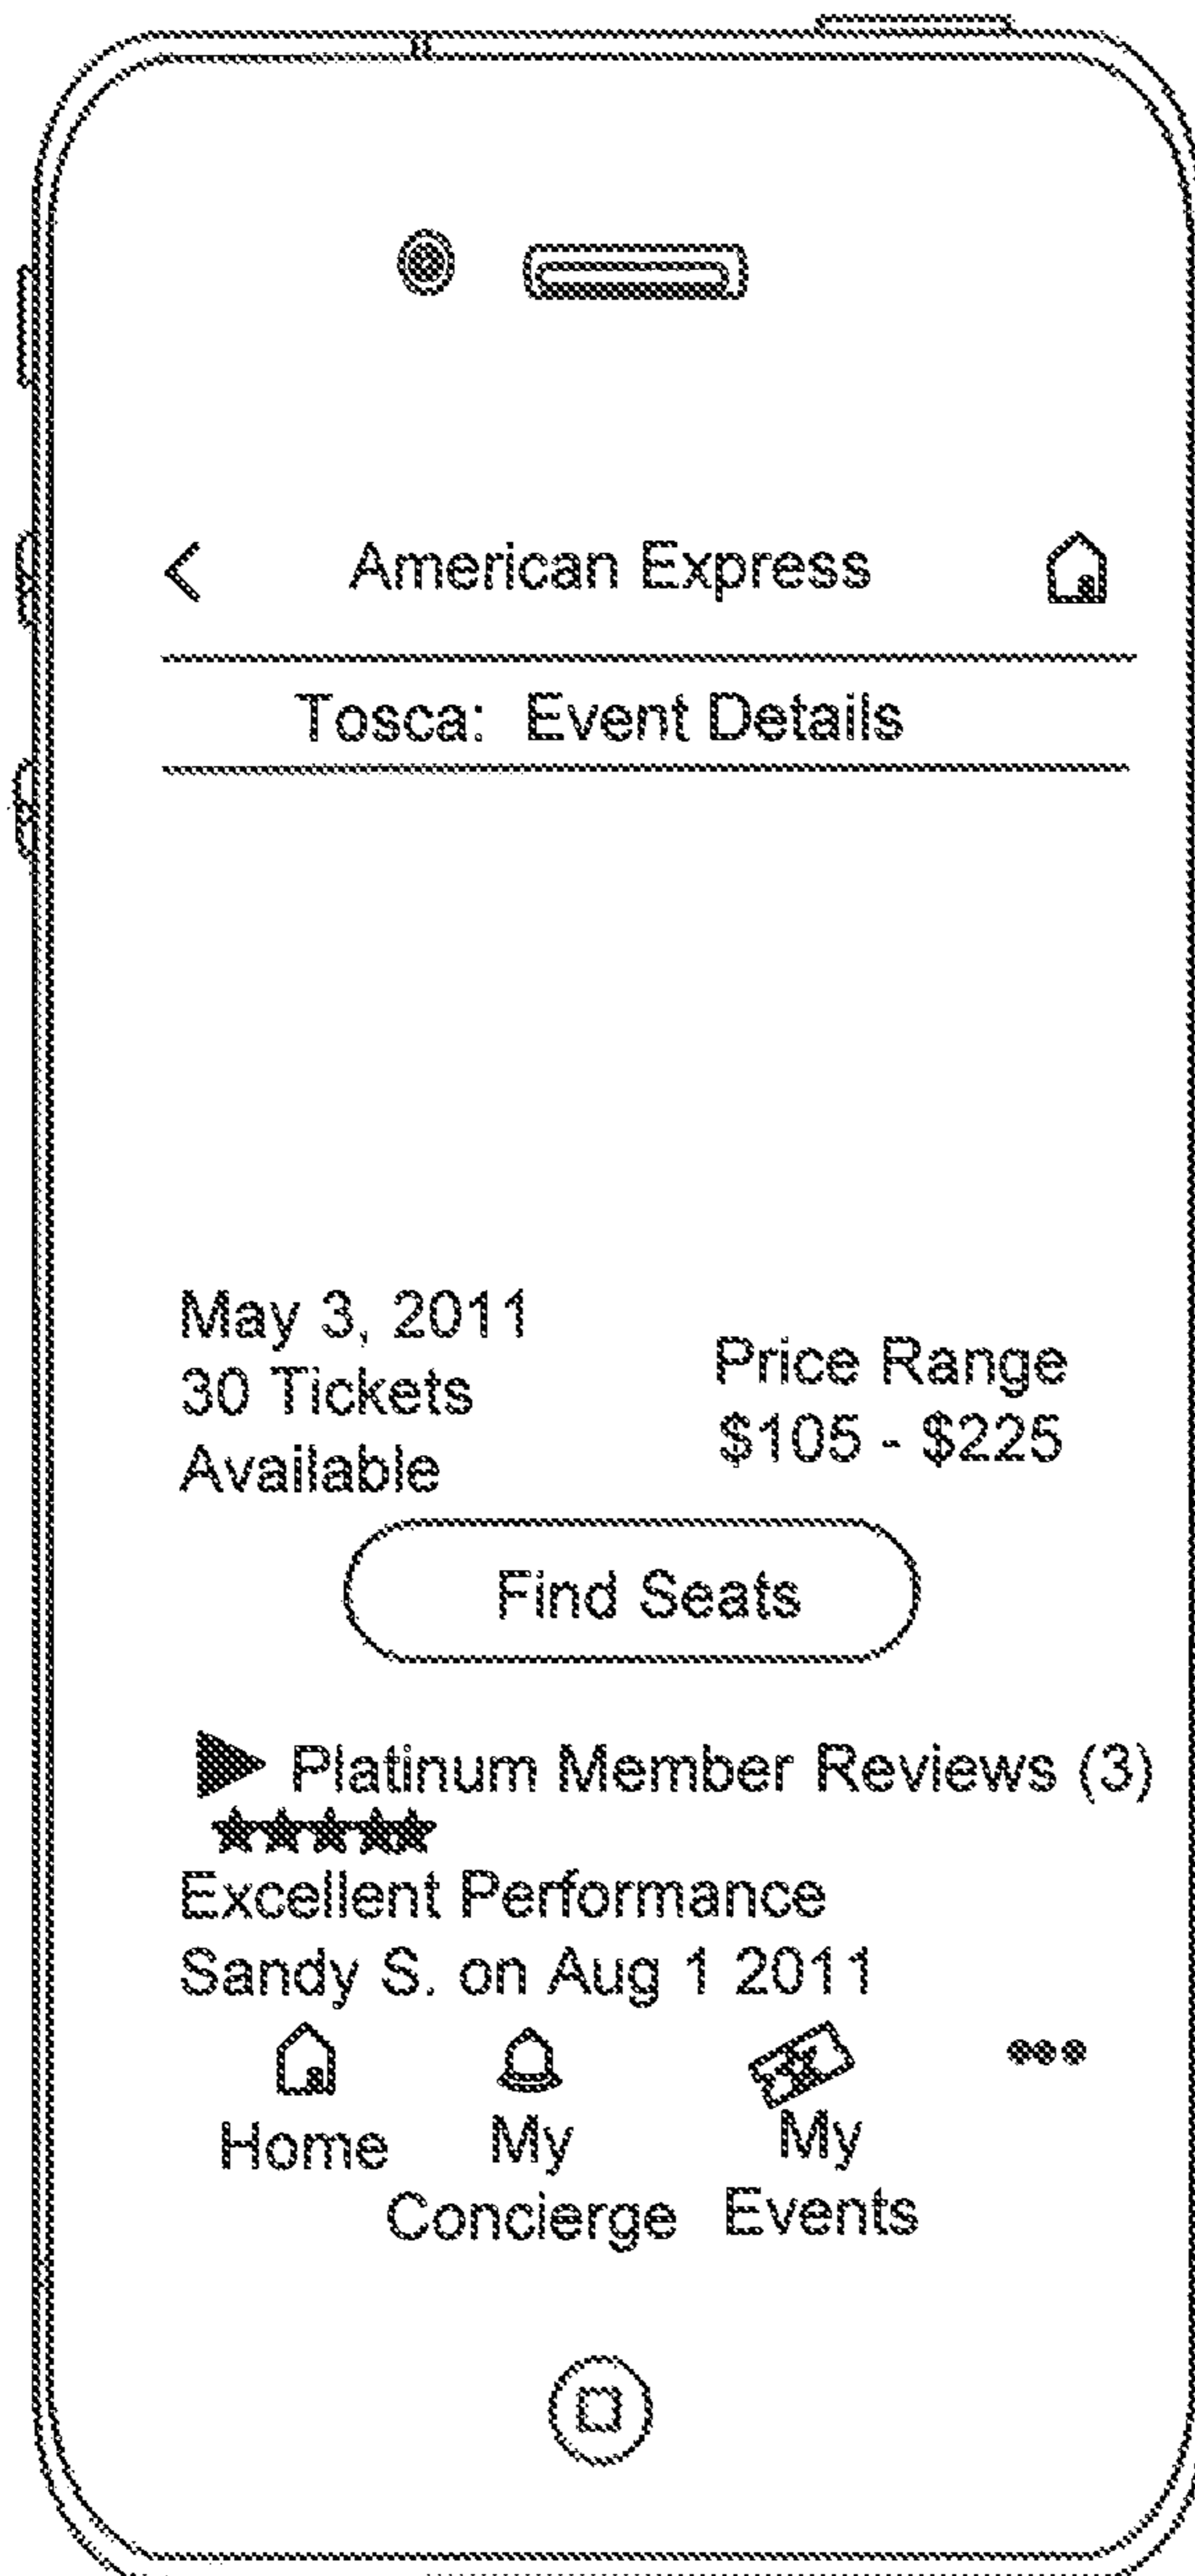 American Express
Tosca: Event Details
May 3, 2011
30 Tickets
Available
Price Range
$105 - $225
Find Seats
Platinum Member Reviews (3)
Excellent Performance
Sandy S. on Aug 1 2011
Home
My
Concierge
My
Events